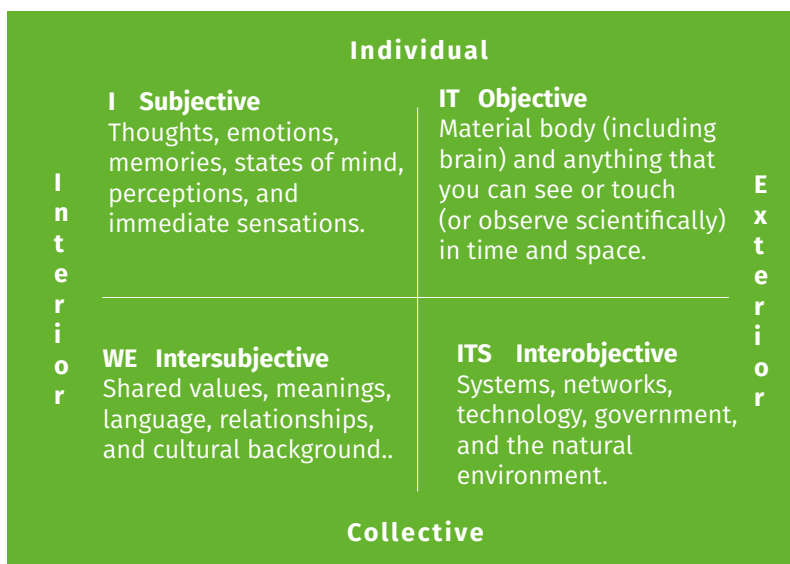 Individual
I Subjective
Thoughts, emotions,
memories, states of mind,
perceptions, and
immediate sensations.
IT Objective
Material body (including
brain) and anything that
you can see or touch
(or observe scientifically)
in time and space.
Interior
Exterior
WE Intersubjective
Shared values, meanings,
language, relationships,
and cultural background..
ITS Interobjective
Systems, networks,
technology, government,
and the natural
environment.
Collective